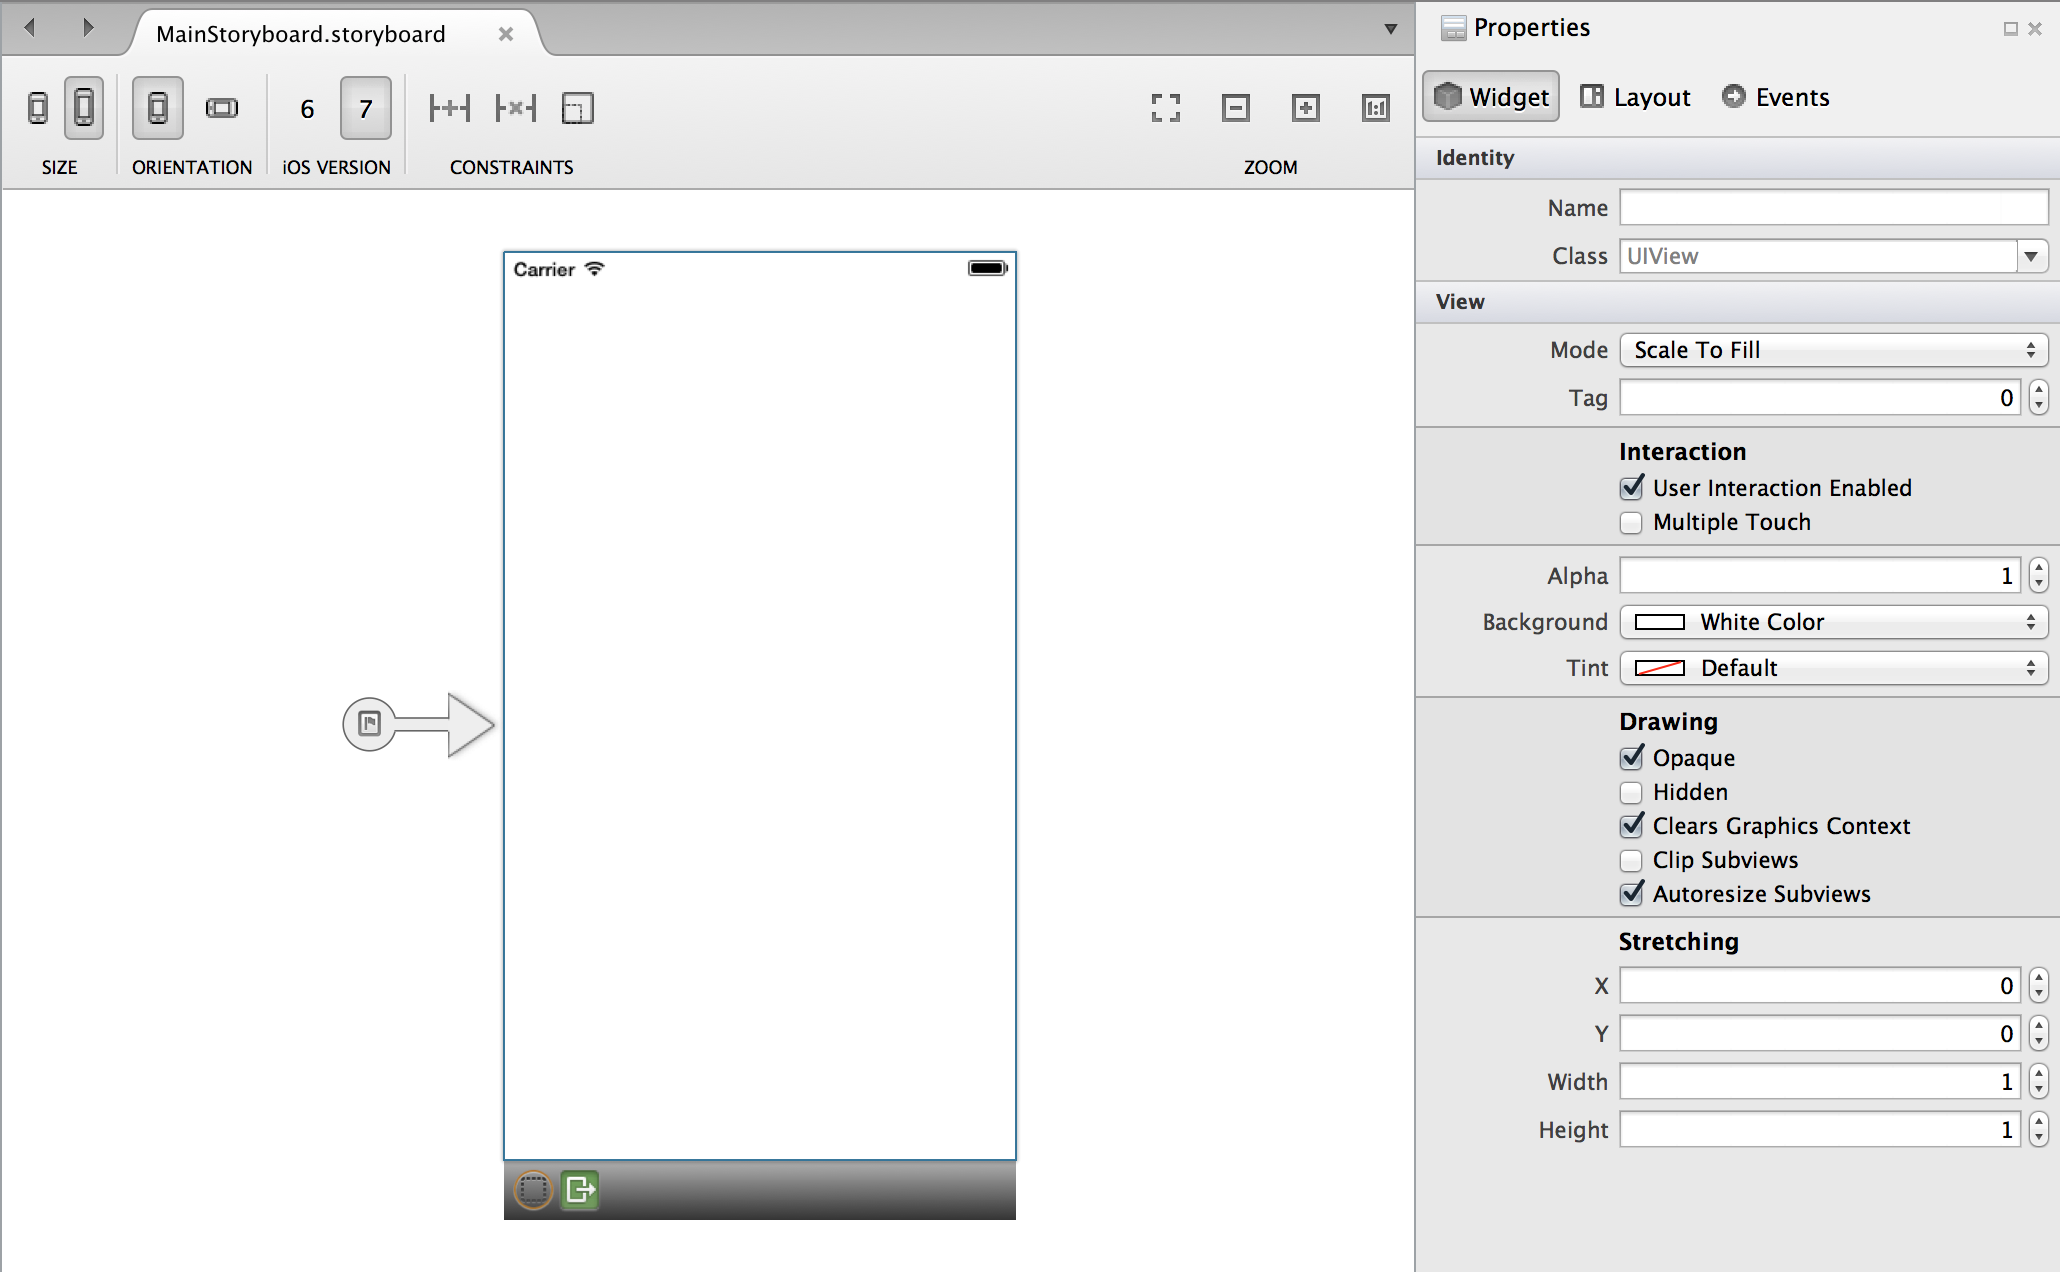 MainStoryboard.storyboard
6
7
SIZE
ORIENTATION
iOS VERSION
CONSTRAINTS
1:1
ZOOM
Carrier
Properties
Widget
Layout
Events
Identity
Name
Class
UIView
View
Mode
Scale To Fill
Tag
0
Interaction
User Interaction Enabled
Multiple Touch
Alpha
1
Background
White Color
Tint
Default
Drawing
Opaque
Hidden
Clears Graphics Context
Clip Subviews
Autoresize Subviews
Stretching
X
0
Y
0
Width
1
Height
1